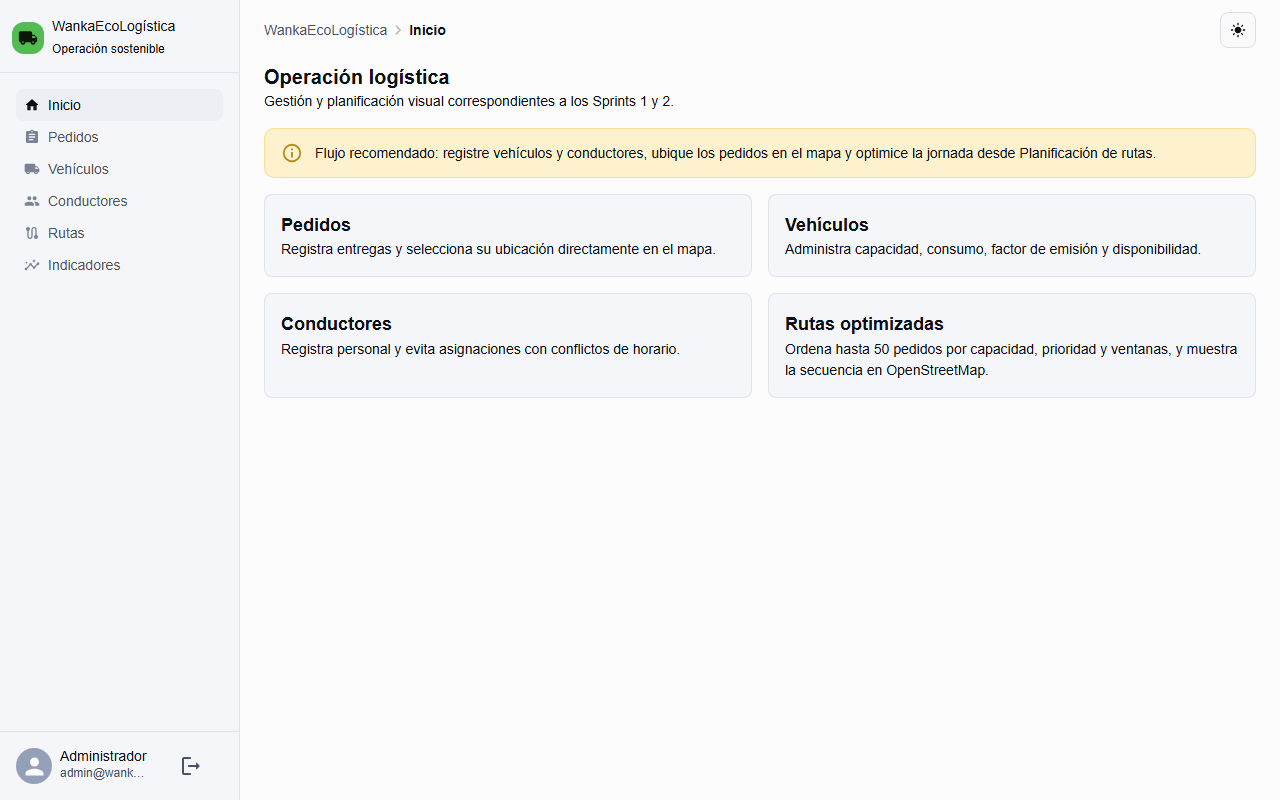 WankaEcoLogística
Operación sostenible
Inicio
Pedidos
Vehículos
Conductores
Rutas
Indicadores
Administrador
admin@wank...
WankaEcoLogística > Inicio
Operación logística
Gestión y planificación visual correspondientes a los Sprints 1 y 2.
Flujo recomendado: registre vehículos y conductores, ubique los pedidos en el mapa y optimice la jornada desde Planificación de rutas.
Pedidos
Registra entregas y selecciona su ubicación directamente en el mapa.
Vehículos
Administra capacidad, consumo, factor de emisión y disponibilidad.
Conductores
Registra personal y evita asignaciones con conflictos de horario.
Rutas optimizadas
Ordena hasta 50 pedidos por capacidad, prioridad y ventanas, y muestra
la secuencia en OpenStreetMap.